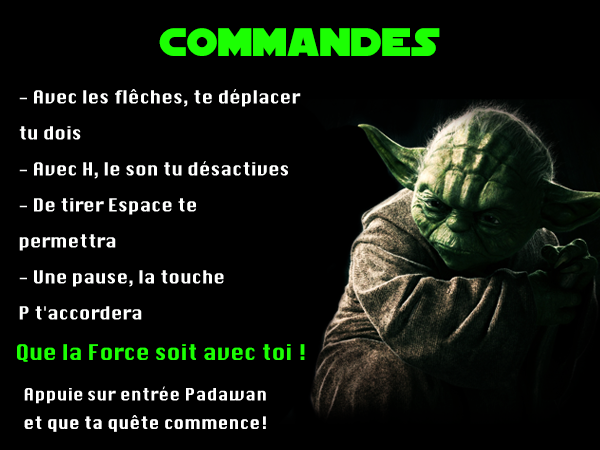 COMMANDES
- Avec les flêches, te déplacer
tu dois
- Avec H, le son tu désactives
- De tirer Espace te
permettra
- Une pause, la touche
P t'accordera
Que la Force soit avec toi !
Appuie sur entrée Padawan
et que ta quête commence!